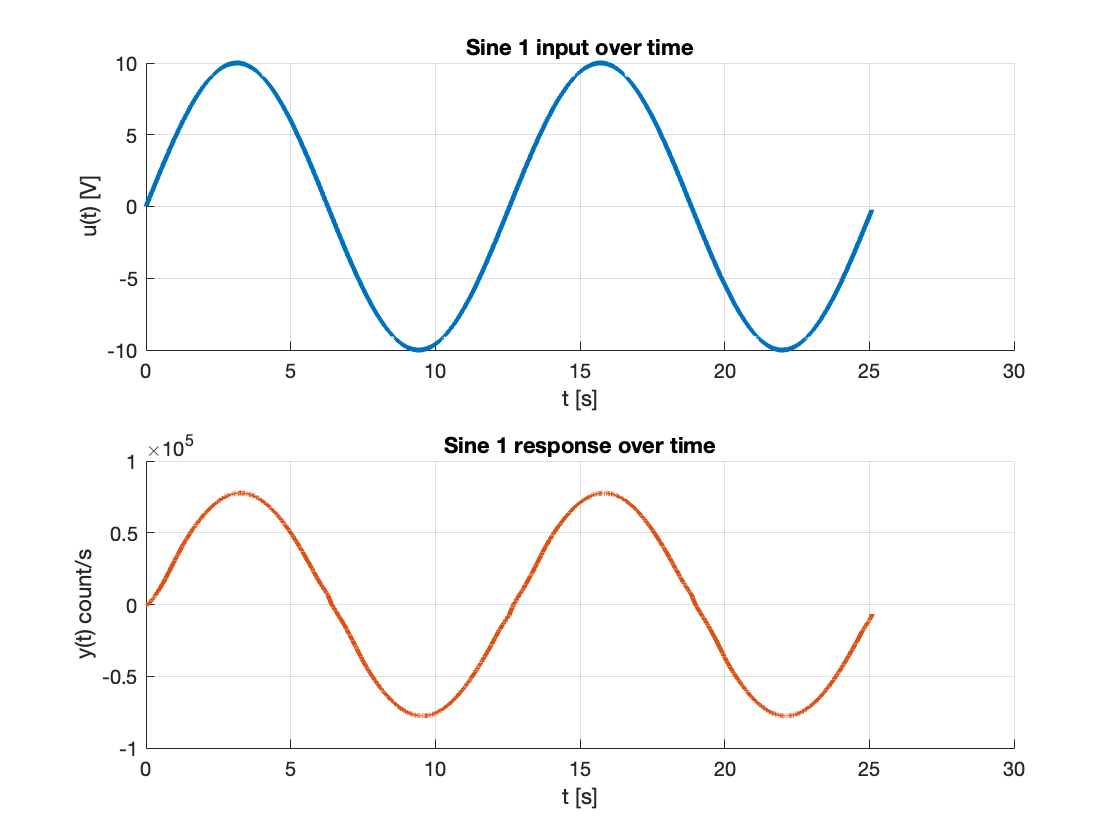 Sine 1 input over time
10
5
0
-5
-10
u(t) [V]
0 5 10 15 20 25 30
t [s]
×10^5
Sine 1 response over time
1
0.5
0
-0.5
-1
y(t) count/s
0 5 10 15 20 25 30
t [s]